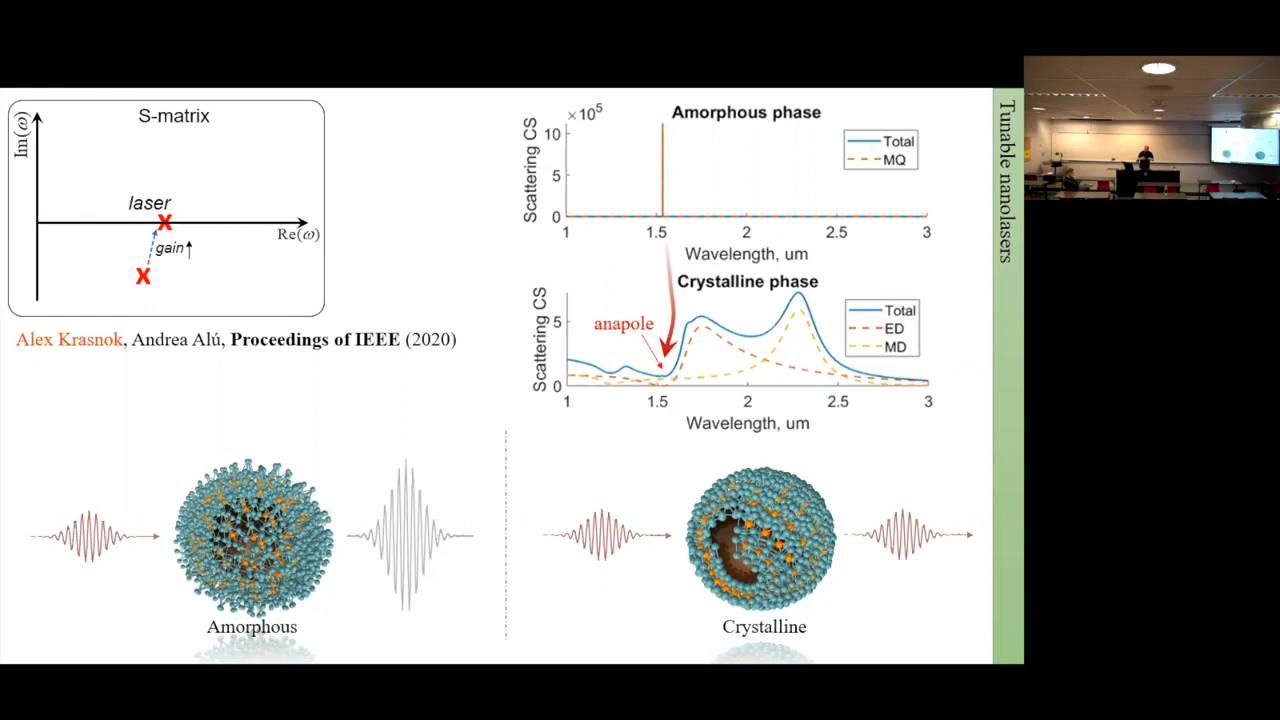 S-matrix
Im(ω)
laser
X
Re(ω)
gain↑
X
Alex Krasnok, Andrea Alú, Proceedings of IEEE (2020)
Amorphous phase
×10⁵
Scattering CS
10
5
0
Total
MQ
1 1.5 2 2.5 3
Wavelength, um
Crystalline phase
Scattering CS
5
0
anapole
Total
ED
MD
1 1.5 2 2.5 3
Wavelength, um
Amorphous
Crystalline
Tunable nanolasers